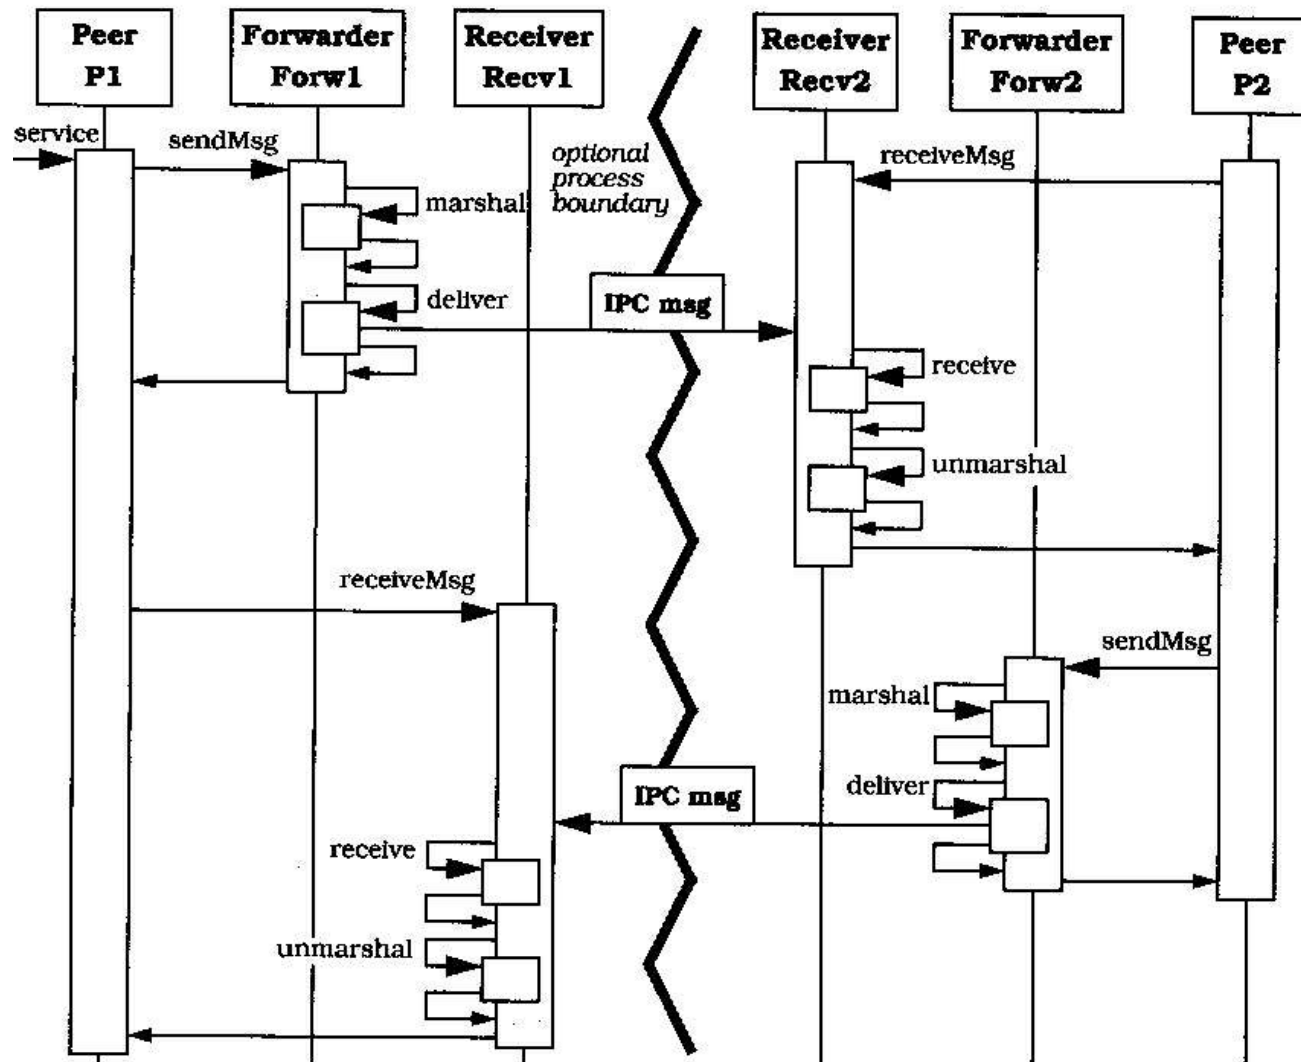 Peer
P1
Forwarder
Forw1
Receiver
Recv1
Receiver
Recv2
Forwarder
Forw2
Peer
P2
service
sendMsg
optional
process
boundary
receiveMsg
marshal
deliver
IPC msg
receive
unmarshal
receiveMsg
sendMsg
marshal
deliver
IPC msg
receive
unmarshal